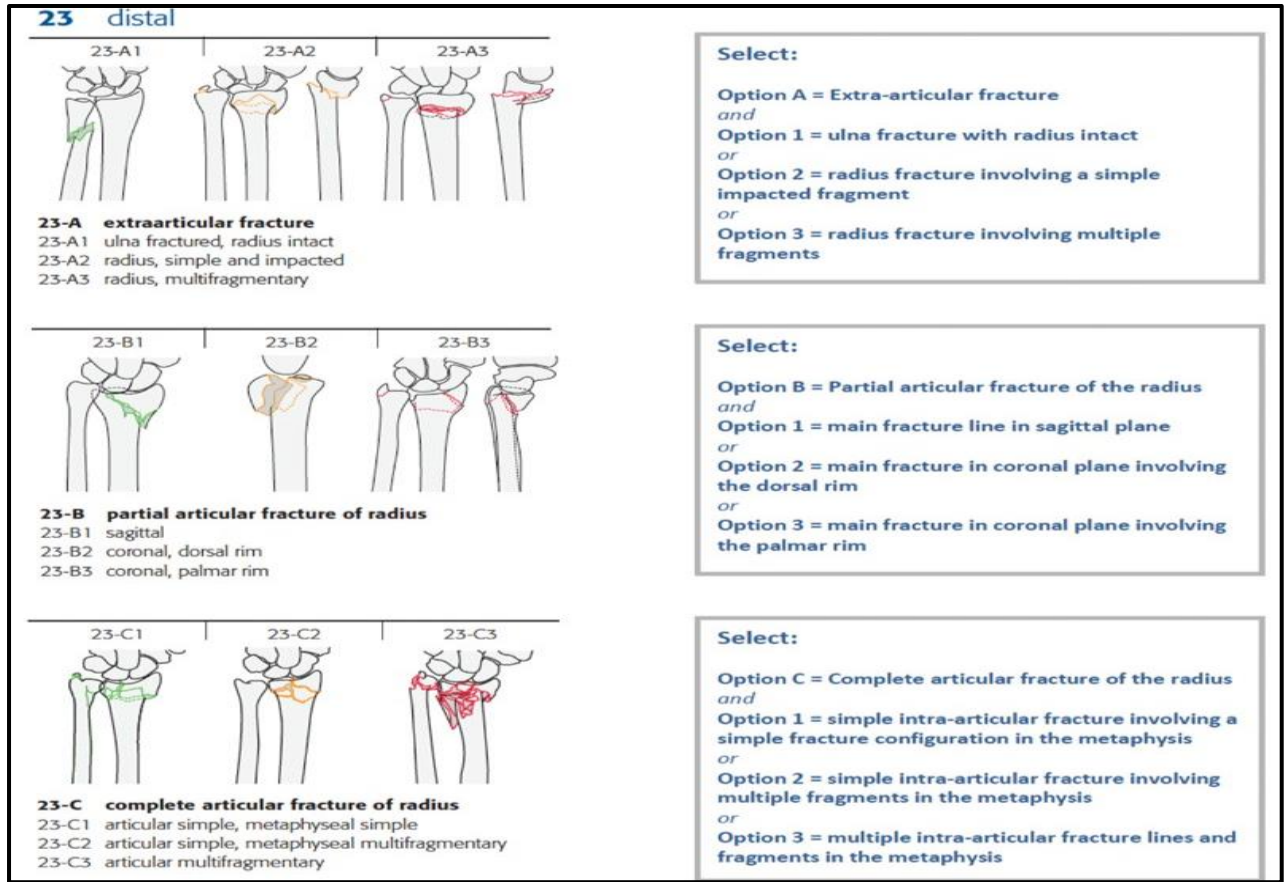 23 distal
23-A1 23-A2 23-A3
23-A extraarticular fracture
23-A1 ulna fractured, radius intact
23-A2 radius, simple and impacted
23-A3 radius, multifragmentary
Select:
Option A = Extra-articular fracture
and
Option 1 = ulna fracture with radius intact
or
Option 2 = radius fracture involving a simple
impacted fragment
or
Option 3 = radius fracture involving multiple
fragments
23-B1 23-B2 23-B3
23-B partial articular fracture of radius
23-B1 sagittal
23-B2 coronal, dorsal rim
23-B3 coronal, palmar rim
Select:
Option B = Partial articular fracture of the radius
and
Option 1 = main fracture line in sagittal plane
or
Option 2 = main fracture in coronal plane involving
the dorsal rim
or
Option 3 = main fracture in coronal plane involving
the palmar rim
23-C1 23-C2 23-C3
23-C complete articular fracture of radius
23-C1 articular simple, metaphyseal simple
23-C2 articular simple, metaphyseal multifragmentary
23-C3 articular multifragmentary
Select:
Option C = Complete articular fracture of the radius
and
Option 1 = simple intra-articular fracture involving a
simple fracture configuration in the metaphysis
or
Option 2 = simple intra-articular fracture involving
multiple fragments in the metaphysis
or
Option 3 = multiple intra-articular fracture lines and
fragments in the metaphysis